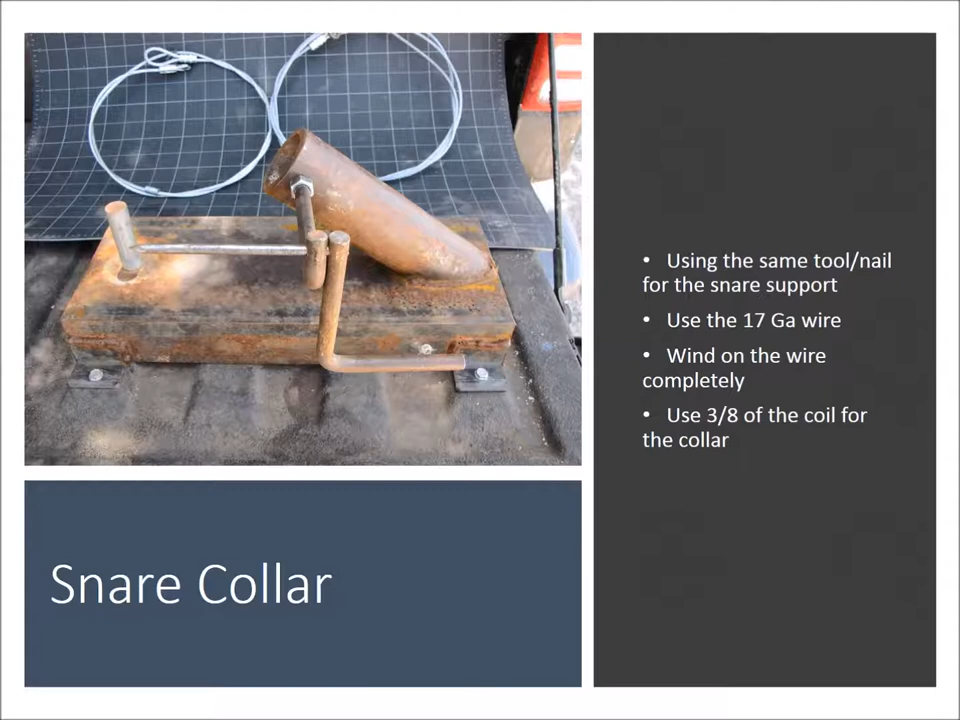 • Using the same tool/nail
for the snare support
• Use the 17 Ga wire
• Wind on the wire
completely
• Use 3/8 of the coil for
the collar
Snare Collar